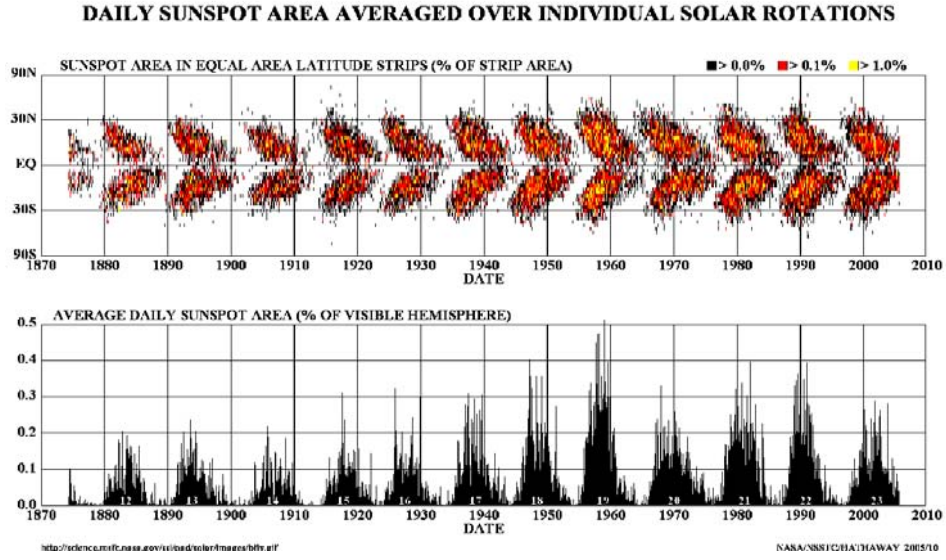 DAILY SUNSPOT AREA AVERAGED OVER INDIVIDUAL SOLAR ROTATIONS
SUNSPOT AREA IN EQUAL AREA LATITUDE STRIPS (% OF STRIP AREA) > 0.0% > 0.1% > 1.0%
90N
30N
EQ
30N
90S
1870 1880 1890 1900 1910 1920 1930 1940 1950 1960 1970 1980 1990 2000 2010
DATE
AVERAGE DAILY SUNSPOT AREA (% OF VISIBLE HEMISPHERE)
0.5
0.4
0.3
0.2
0.1
0.0
12 13 14 15 16 17 18 19 20 21 22 23
1870 1880 1890 1900 1910 1920 1930 1940 1950 1960 1970 1980 1990 2000 2010
DATE
NASA/NSSTC/HATHAWAY 2005/10